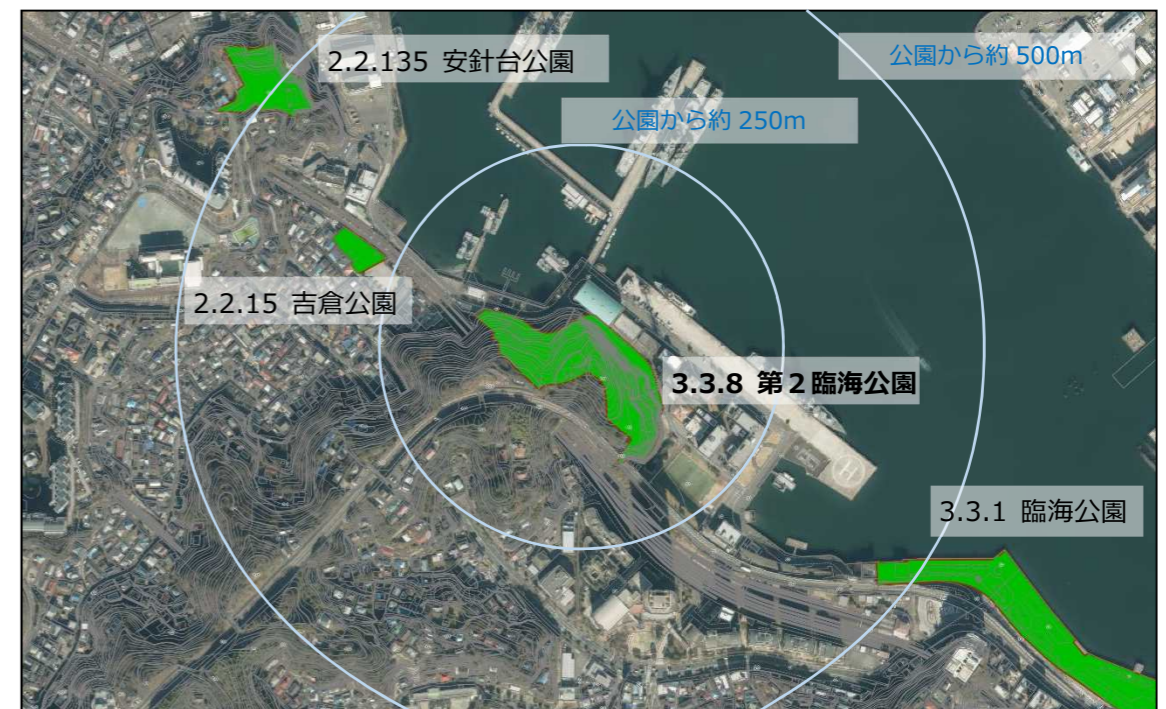 2.2.135 安針台公園
公園から約 500m
公園から約 250m
2.2.15 吉倉公園
3.3.8 第２臨海公園
3.3.1 臨海公園
H